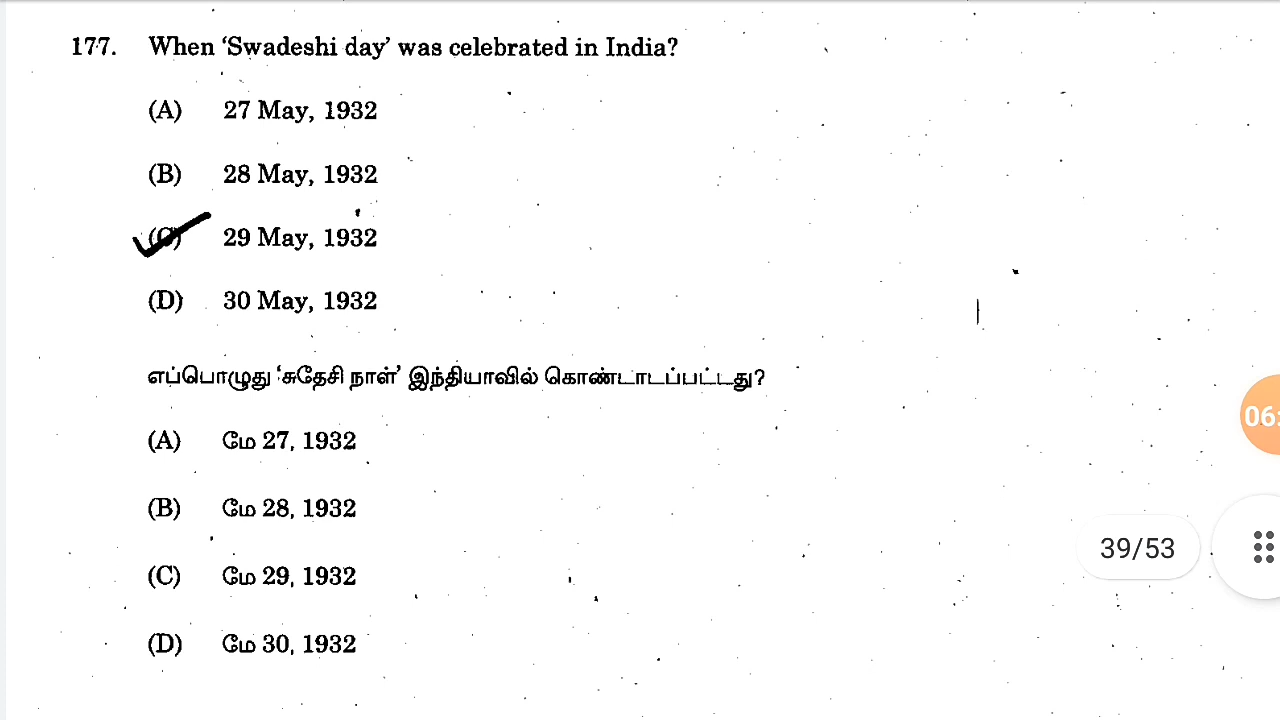 177. When ‘Swadeshi day’ was celebrated in India?
(A) 27 May, 1932
(B) 28 May, 1932
(C) 29 May, 1932
(D) 30 May, 1932
எப்பொழுது ‘சுதேசி நாள்’ இந்தியாவில் கொண்டாடப்பட்டது?
(A) மே 27, 1932
06:
(B) மே 28, 1932
39/53
(C) மே 29, 1932
(D) மே 30, 1932